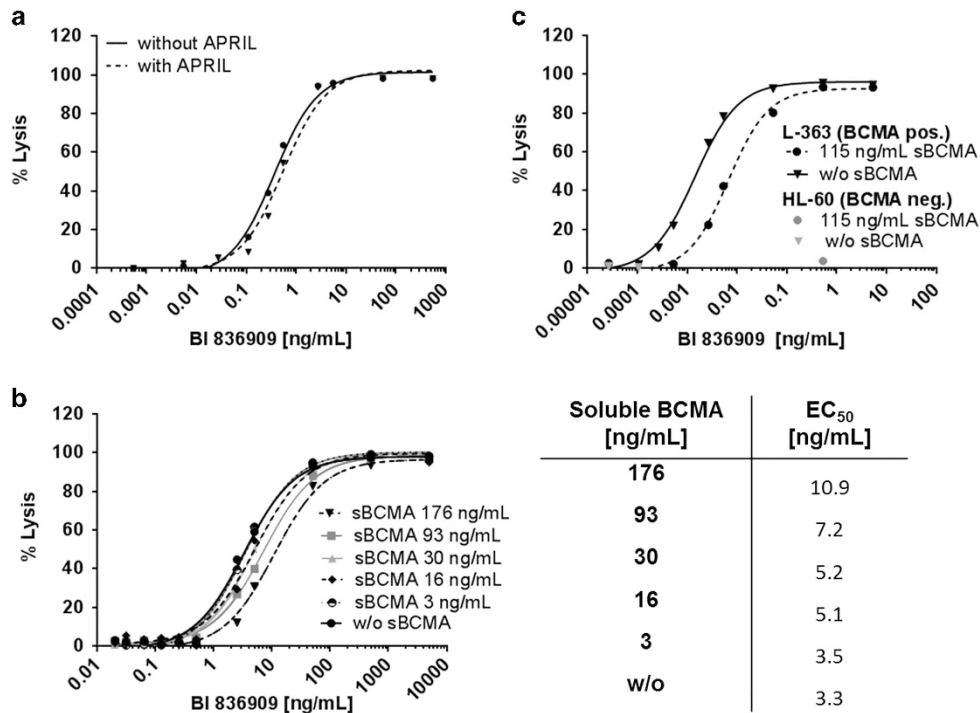 a
120
100
80
60
40
20
0
% Lysis
without APRIL
with APRIL
0.0001
0.001
0.01
0.1
1
10
100
1000
BI 836909 [ng/mL]
c
120
100
80
60
40
20
0
% Lysis
L-363 (BCMA pos.)
115 ng/mL sBCMA
w/o sBCMA
HL-60 (BCMA neg.)
115 ng/mL sBCMA
w/o sBCMA
0.00001
0.0001
0.001
0.01
0.1
1
10
100
BI 836909 [ng/mL]
b
120
100
80
60
40
20
0
% Lysis
sBCMA 176 ng/mL
sBCMA 93 ng/mL
sBCMA 30 ng/mL
sBCMA 16 ng/mL
sBCMA 3 ng/mL
w/o sBCMA
0.01
0.1
1
10
100
1000
10000
BI 836909 [ng/mL]
Soluble BCMA EC50
[ng/mL] [ng/mL]
176 10.9
93 7.2
30 5.2
16 5.1
3 3.5
w/o 3.3